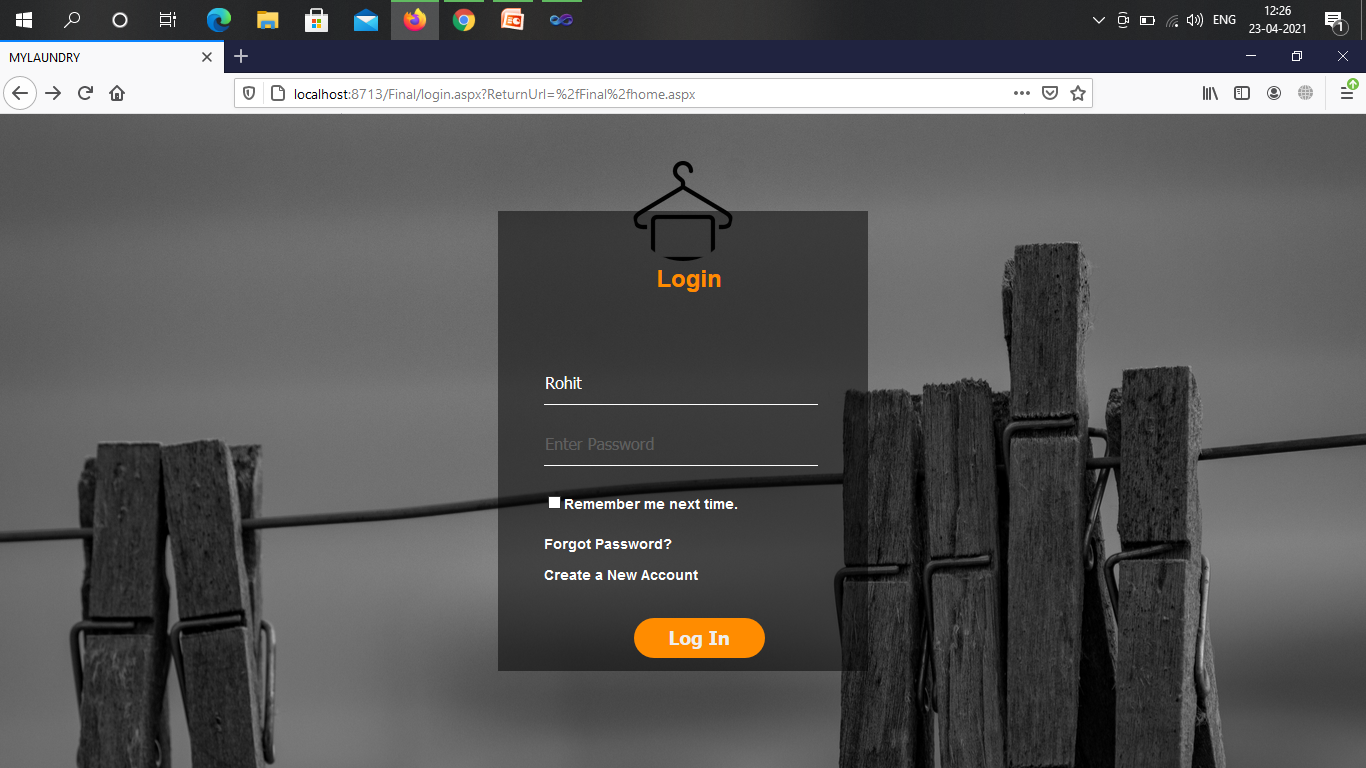 ENG
12:26
23-04-2021
1
MYLAUNDRY
localhost:8713/Final/login.aspx?ReturnUrl=%2fFinal%2fhome.aspx
Login
Rohit
Enter Password
Remember me next time.
Forgot Password?
Create a New Account
Log In